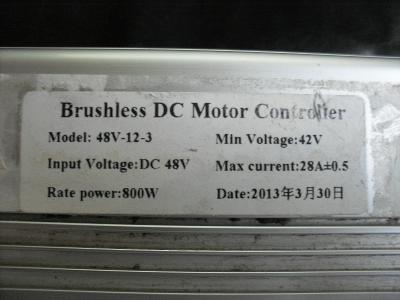 Brushless DC Motor Controller
Model: 48V-12-3 Min Voltage:42V
Input Voltage:DC 48V Max current:28A±0.5
Rate power:800W Date:2013年3月30日